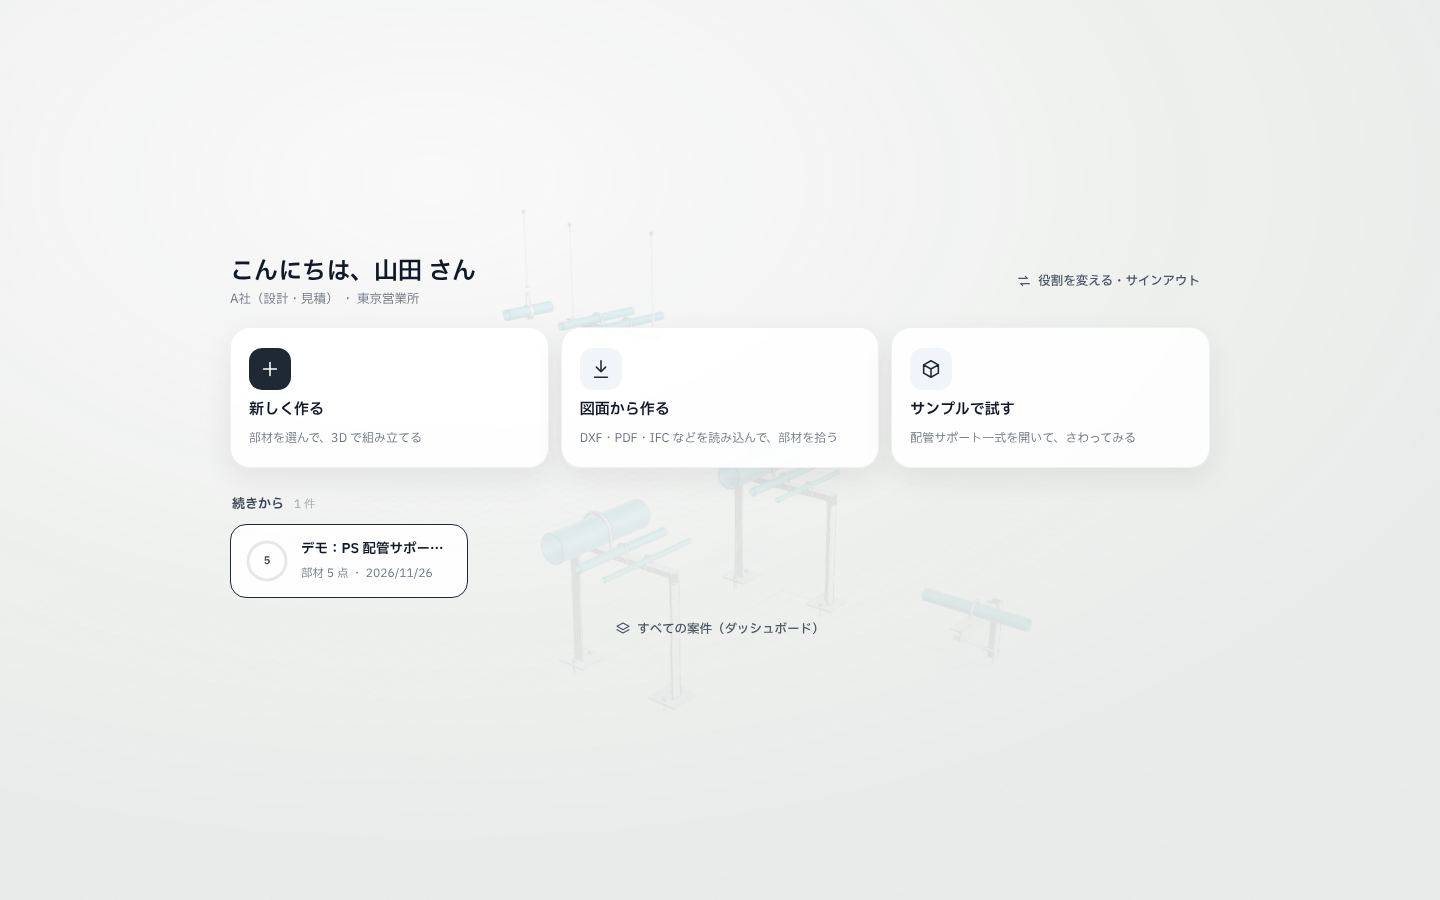 こんにちは、山田 さん
A社（設計・見積） ・ 東京営業所
役割を変える・サインアウト
新しく作る
部材を選んで、3D で組み立てる
図面から作る
DXF・PDF・IFC などを読み込んで、部材を拾う
サンプルで試す
配管サポート一式を開いて、さわってみる
続きから 1 件
5
デモ：PS 配管サポー…
部材 5 点 ・ 2026/11/26
すべての案件（ダッシュボード）